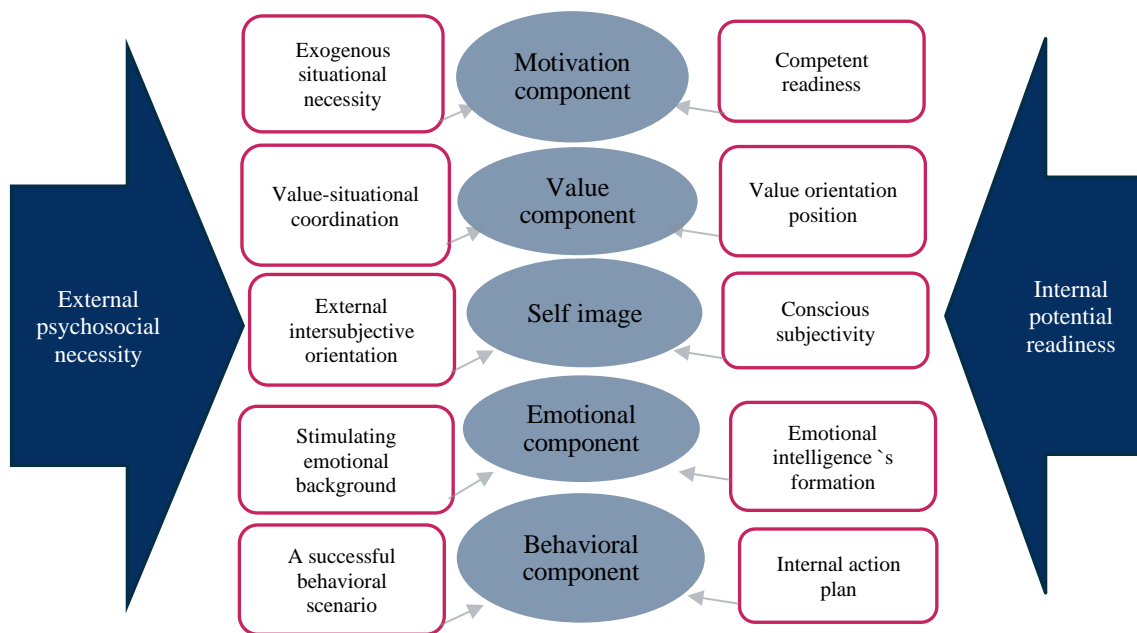 External
psychosocial
necessity
Exogenous
situational
necessity
Motivation
component
Competent
readiness
Value-situational
coordination
Value
component
Value orientation
position
External
intersubjective
orientation
Self image
Conscious
subjectivity
Stimulating
emotional
background
Emotional
component
Emotional
intelligence `s
formation
A successful
behavioral
scenario
Behavioral
component
Internal action
plan
Internal
potential
readiness